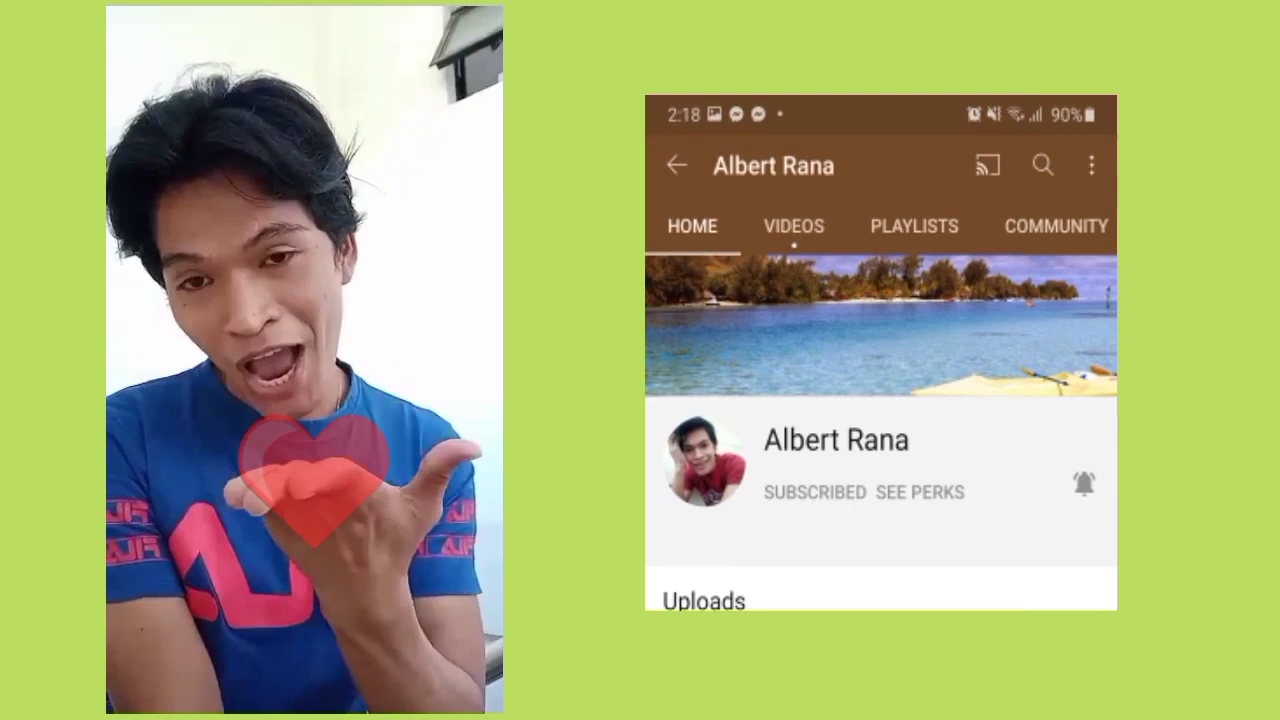 2:18 90%
Albert Rana
HOME VIDEOS PLAYLISTS COMMUNITY
Albert Rana
SUBSCRIBED SEE PERKS
Uploads